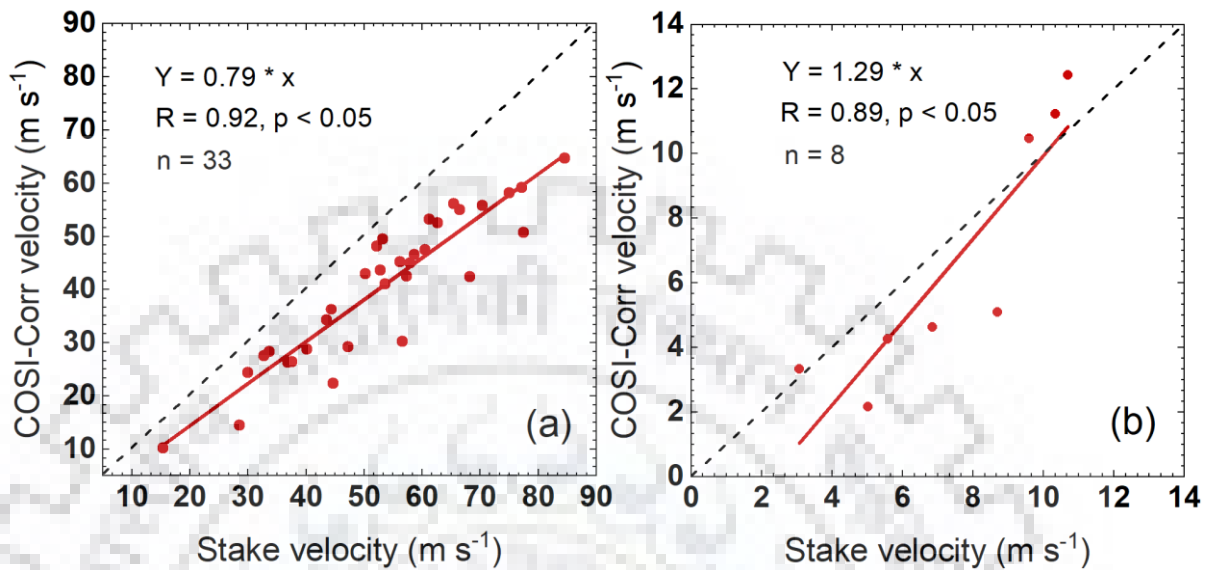 90
80
70
60
50
40
30
20
10
COSI-Corr velocity (m s-1)
Y = 0.79 * x
R = 0.92, p < 0.05
n = 33
(a)
10 20 30 40 50 60 70 80 90
Stake velocity (m s-1)
14
12
10
8
6
4
2
0
COSI-Corr velocity (m s-1)
Y = 1.29 * x
R = 0.89, p < 0.05
n = 8
(b)
0 2 4 6 8 10 12 14
Stake velocity (m s-1)